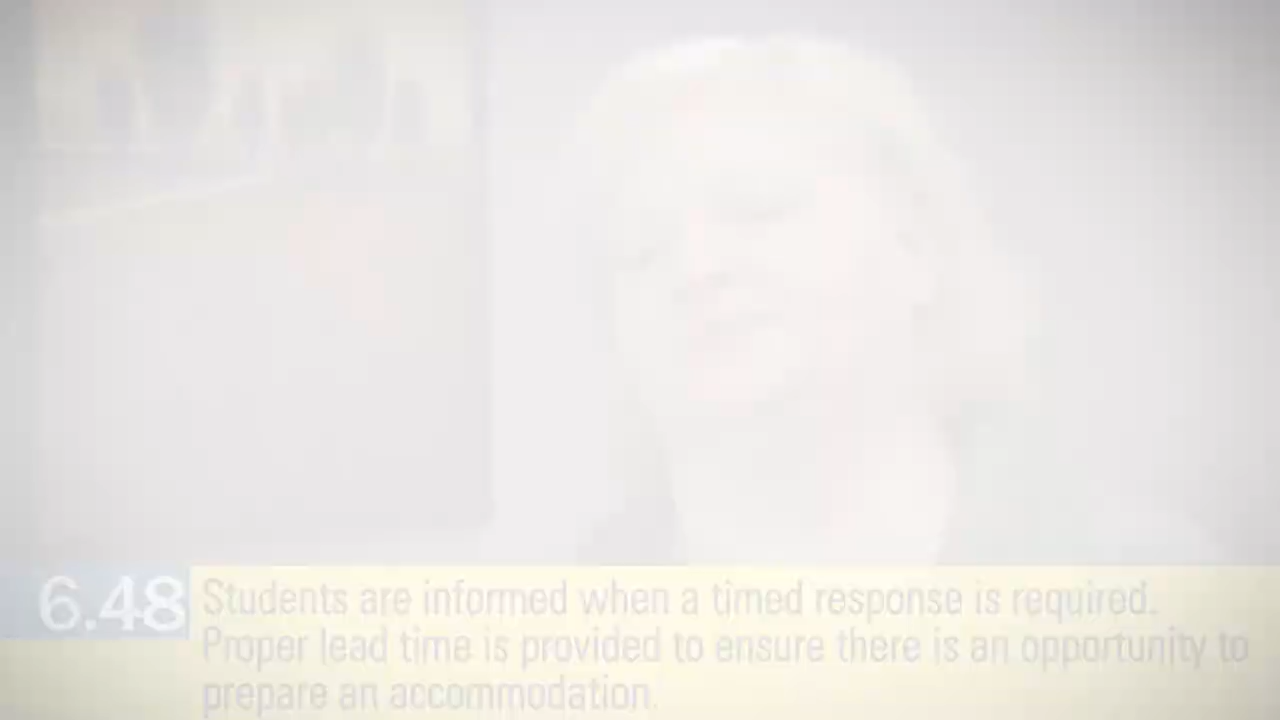 6.48
Students are informed when a timed response is required.
Proper lead time is provided to ensure there is an opportunity to
prepare an accommodation.